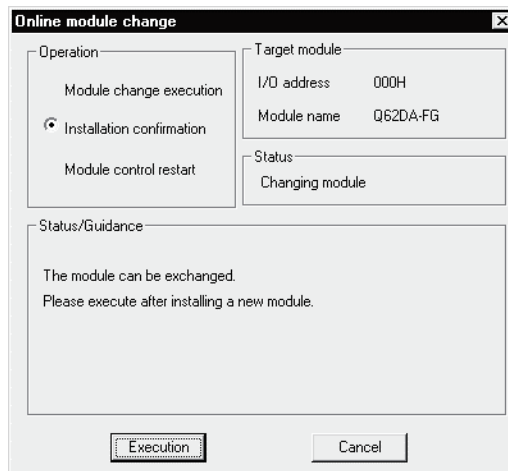 Online module change
Operation
Module change execution
Installation confirmation
Module control restart
Target module
I/O address 000H
Module name Q62DA-FG
Status
Changing module
Status/Guidance
The module can be exchanged.
Please execute after installing a new module.
Execution Cancel